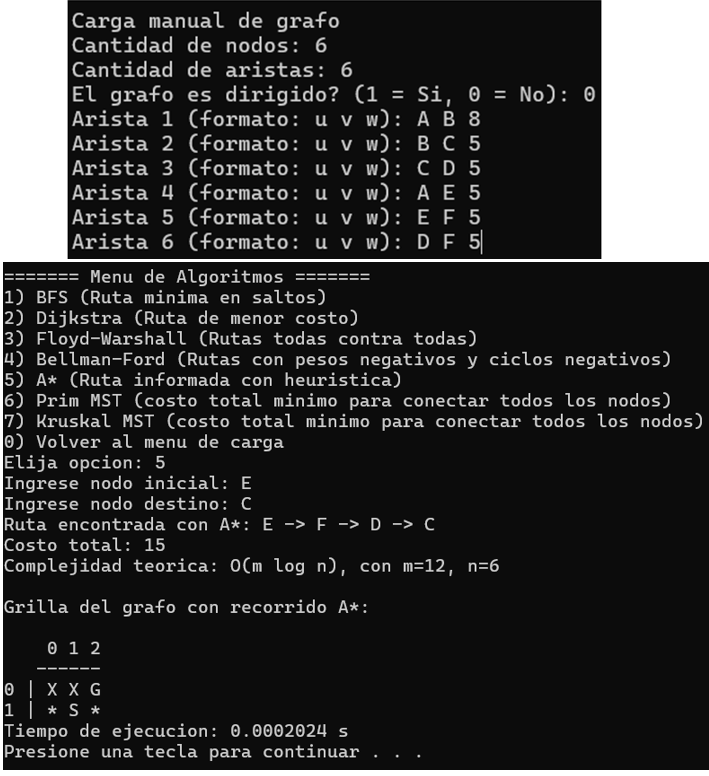 Carga manual de grafo
Cantidad de nodos: 6
Cantidad de aristas: 6
El grafo es dirigido? (1 = Si, 0 = No): 0
Arista 1 (formato: u v w): A B 8
Arista 2 (formato: u v w): B C 5
Arista 3 (formato: u v w): C D 5
Arista 4 (formato: u v w): A E 5
Arista 5 (formato: u v w): E F 5
Arista 6 (formato: u v w): D F 5
======= Menu de Algoritmos =======
1) BFS (Ruta minima en saltos)
2) Dijkstra (Ruta de menor costo)
3) Floyd-Warshall (Rutas todas contra todas)
4) Bellman-Ford (Rutas con pesos negativos y ciclos negativos)
5) A* (Ruta informada con heuristica)
6) Prim MST (costo total minimo para conectar todos los nodos)
7) Kruskal MST (costo total minimo para conectar todos los nodos)
0) Volver al menu de carga
Elija opcion: 5
Ingrese nodo inicial: E
Ingrese nodo destino: C
Ruta encontrada con A*: E -> F -> D -> C
Costo total: 15
Complejidad teorica: O(m log n), con m=12, n=6
Grilla del grafo con recorrido A*:
0 1 2
------
0 | X X G
1 | * S *
Tiempo de ejecucion: 0.0002024 s
Presione una tecla para continuar . . .